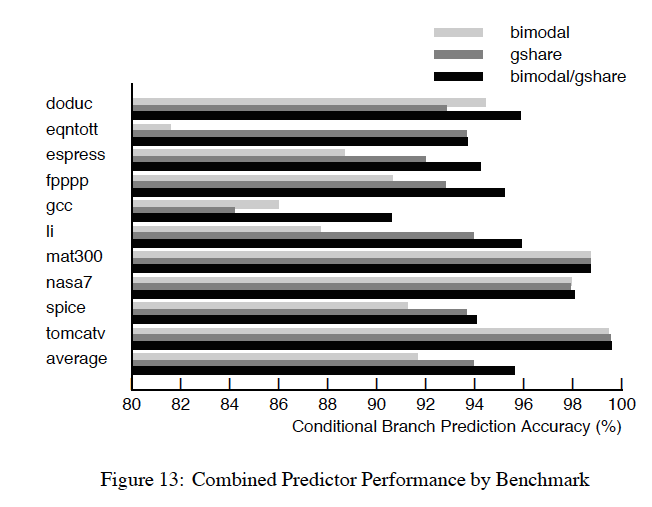 bimodal
gshare
bimodal/gshare
doduc
eqntott
espress
fpppp
gcc
li
mat300
nasa7
spice
tomcatv
average
80 82 84 86 88 90 92 94 96 98 100
Conditional Branch Prediction Accuracy (%)
Figure 13: Combined Predictor Performance by Benchmark